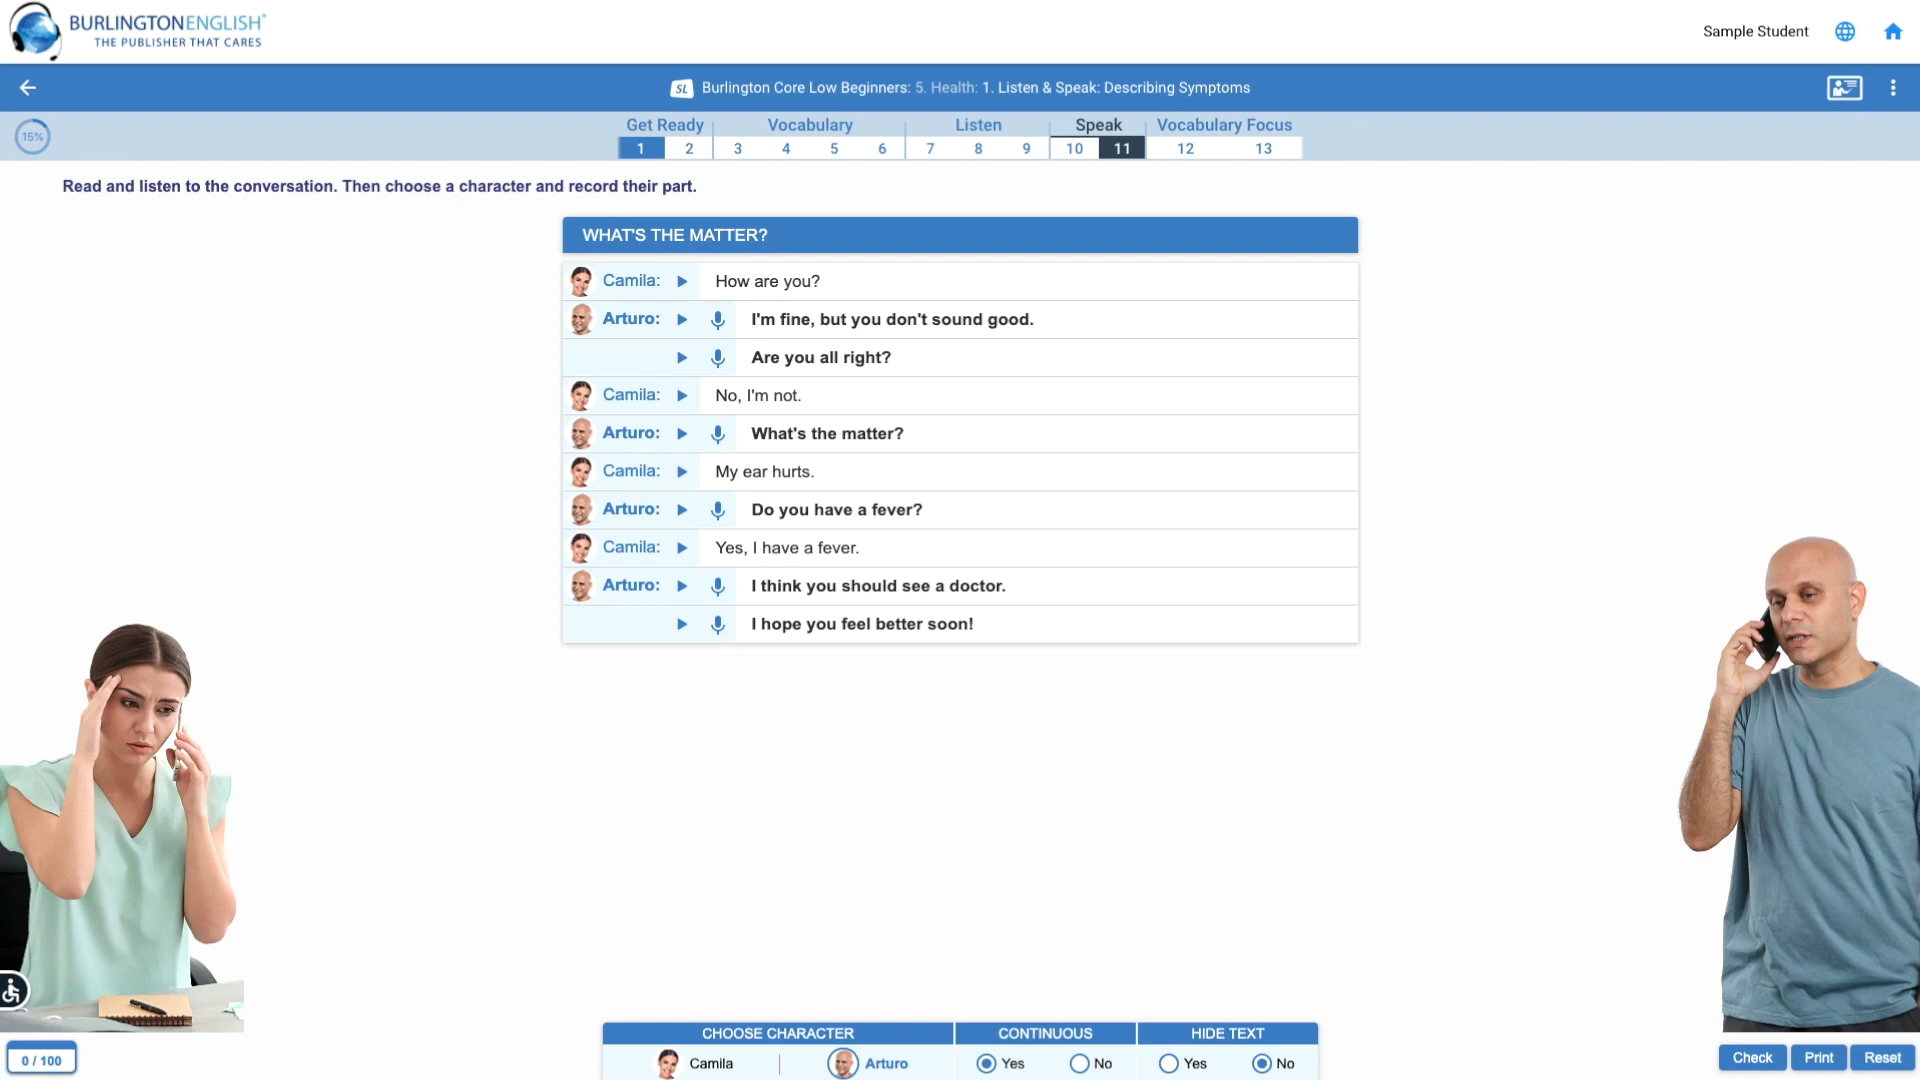 BURLINGTONENGLISH®
THE PUBLISHER THAT CARES
Sample Student
SL Burlington Core Low Beginners: 5. Health: 1. Listen & Speak: Describing Symptoms
15%
Get Ready Vocabulary Listen Speak Vocabulary Focus
1 2 3 4 5 6 7 8 9 10 11 12 13
Read and listen to the conversation. Then choose a character and record their part.
WHAT'S THE MATTER?
Camila: How are you?
Arturo: I'm fine, but you don't sound good.
Are you all right?
Camila: No, I'm not.
Arturo: What's the matter?
Camila: My ear hurts.
Arturo: Do you have a fever?
Camila: Yes, I have a fever.
Arturo: I think you should see a doctor.
I hope you feel better soon!
CHOOSE CHARACTER CONTINUOUS HIDE TEXT
Camila Arturo Yes No Yes No
0 / 100
Check Print Reset